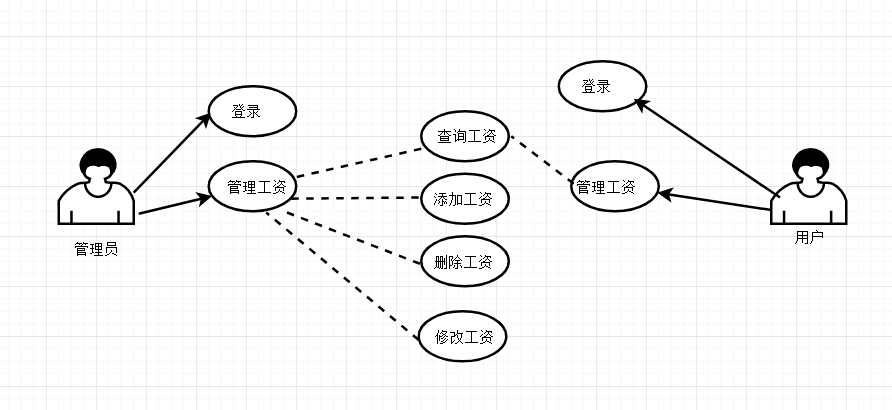 登录
登录
查询工资
管理工资
管理工资
添加工资
用户
管理员
删除工资
修改工资